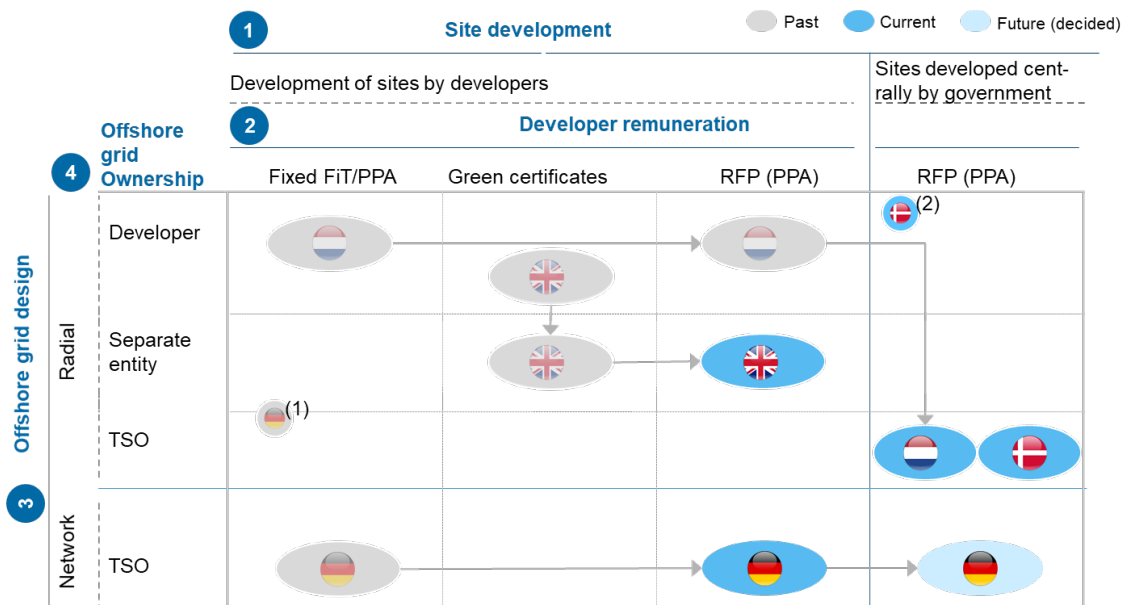 1
Site development
Past
Current
Future (decided)
Development of sites by developers
Sites developed cent-
rally by government
2
Developer remuneration
4
Offshore
grid
Ownership
Fixed FiT/PPA
Green certificates
RFP (PPA)
RFP (PPA)
Offshore grid design
3
Radial
Developer
(2)
Separate
entity
(1)
TSO
Network
TSO